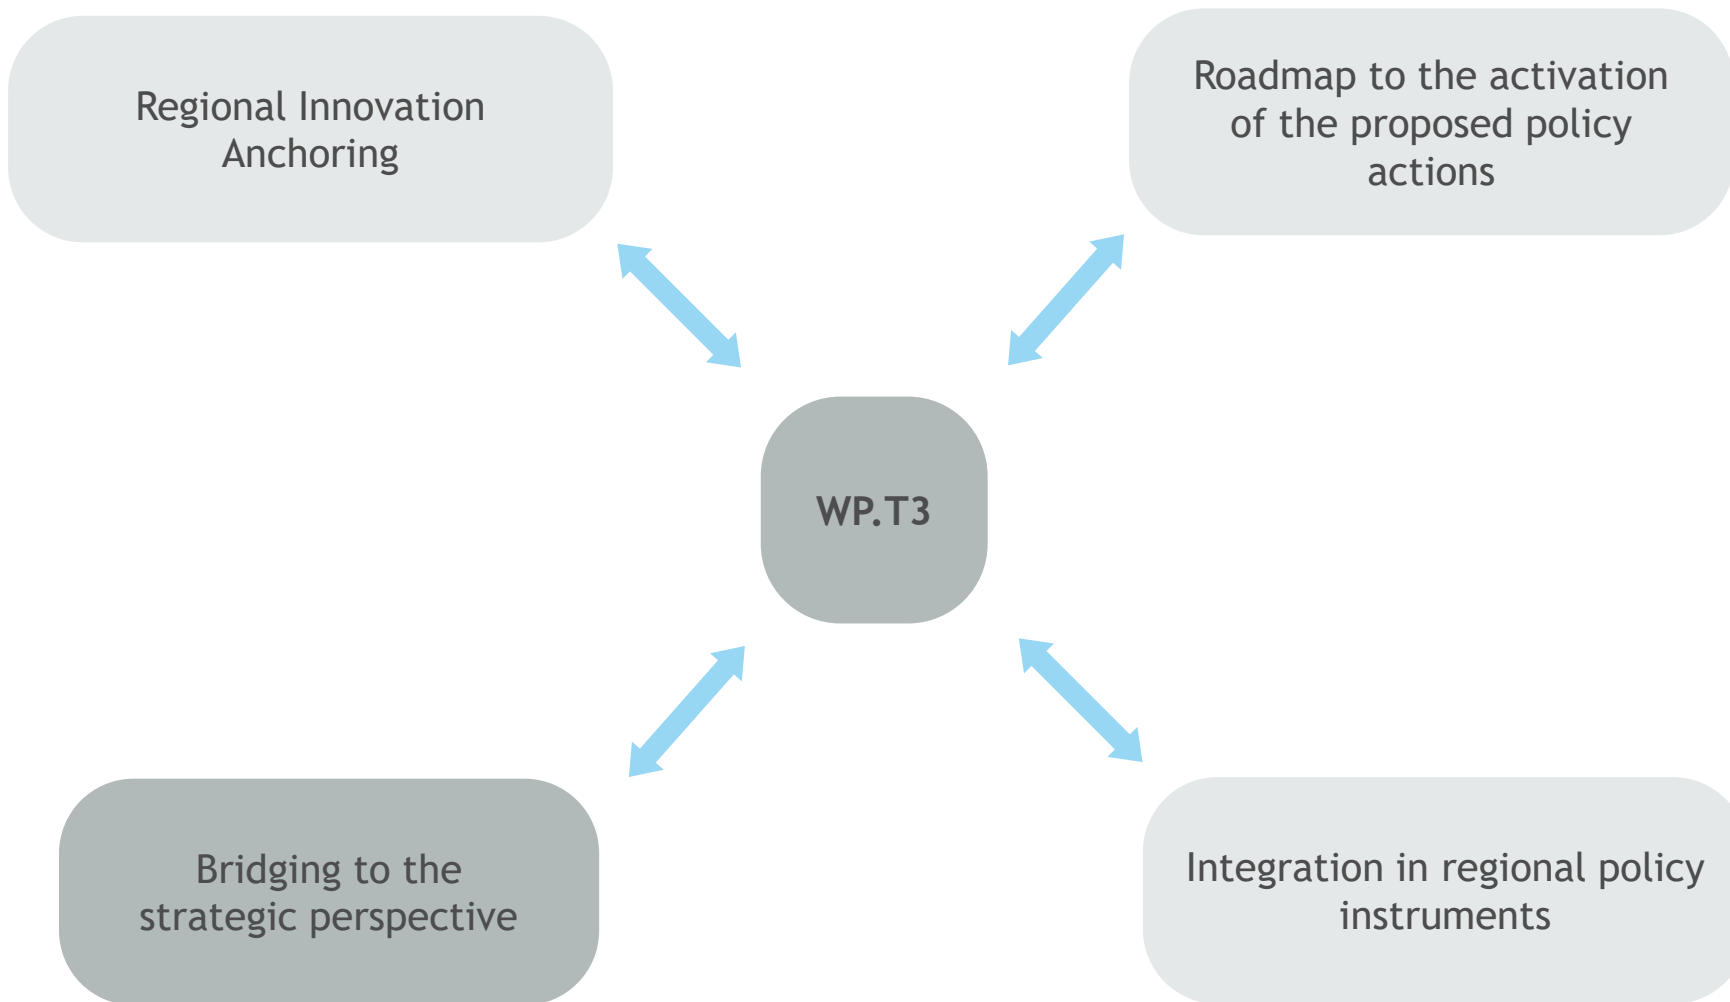 Regional Innovation
Anchoring
Roadmap to the activation
of the proposed policy
actions
WP.T3
Bridging to the
strategic perspective
Integration in regional policy
instruments